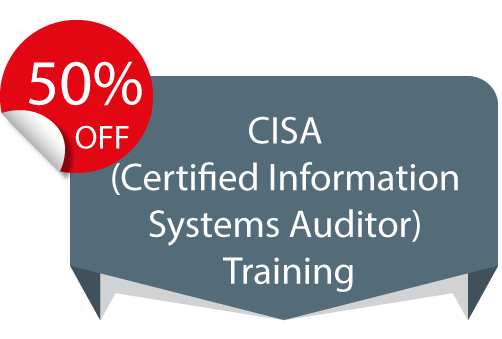 50%
OFF
CISA
(Certified Information
Systems Auditor)
Training